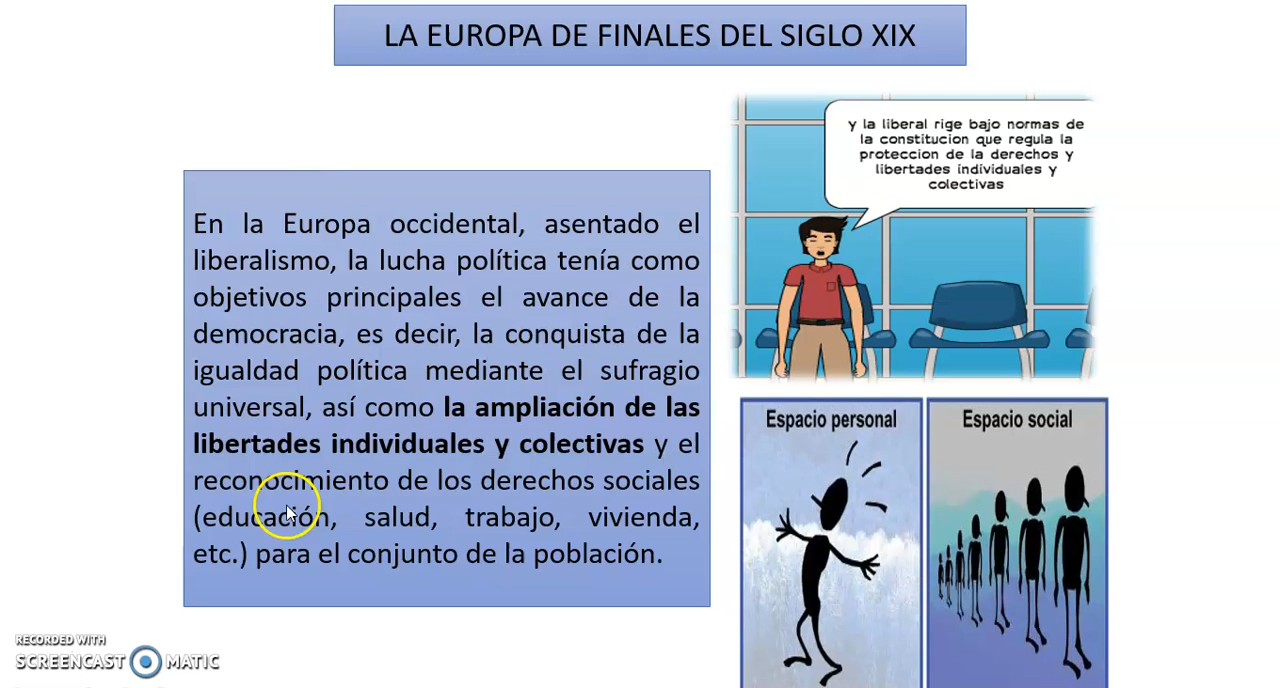 LA EUROPA DE FINALES DEL SIGLO XIX
y la liberal rige bajo normas de
la constitucion que regula la
proteccion de la derechos y
libertades individuales y
colectivas
En la Europa occidental, asentado el
liberalismo, la lucha política tenía como
objetivos principales el avance de la
democracia, es decir, la conquista de la
igualdad política mediante el sufragio
universal, así como la ampliación de las
libertades individuales y colectivas y el
reconocimiento de los derechos sociales
(educación, salud, trabajo, vivienda,
etc.) para el conjunto de la población.
Espacio personal
Espacio social
RECORDED WITH
SCREENCAST MATIC